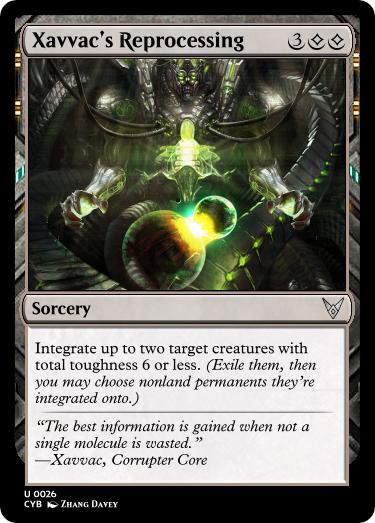 Xavvac's Reprocessing 3
Sorcery
Integrate up to two target creatures with
total toughness 6 or less. (Exile them, then
you may choose nonland permanents they're
integrated onto.)
"The best information is gained when not a
single molecule is wasted."
—Xavvac, Corrupter Core
U 0026
CYB Zhang Davey